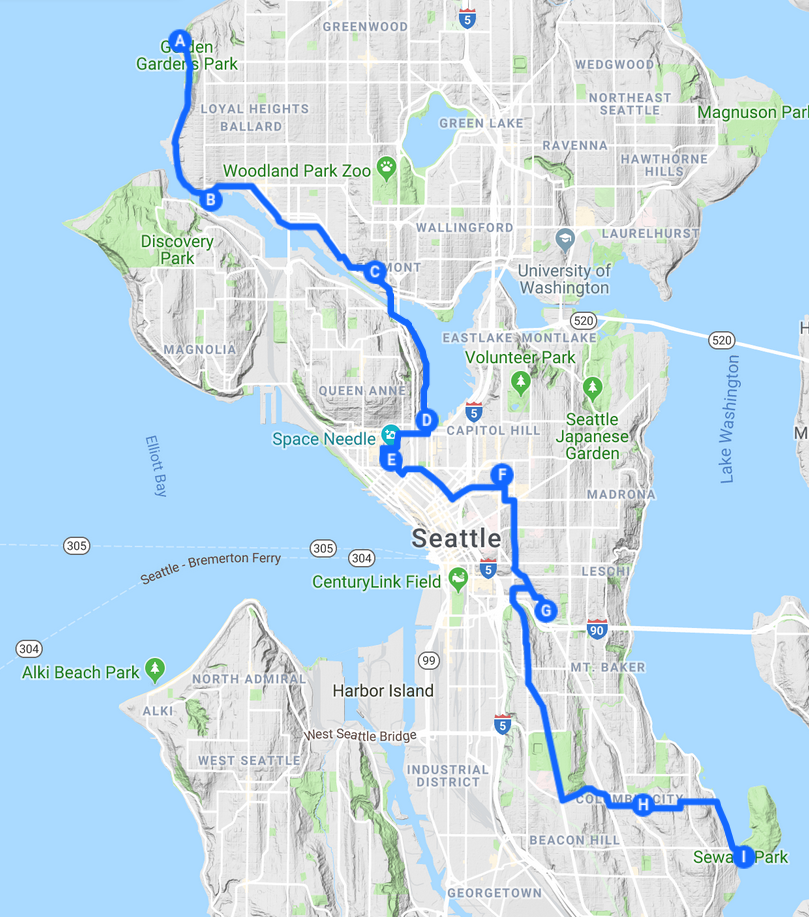 GREENWOOD
5
A
Golden
Gardens Park
WEDGWOOD
NORTHEAST
SEATTLE
LOYAL HEIGHTS
BALLARD
GREEN LAKE
Magnuson Park
RAVENNA
HAWTHORNE
HILLS
Woodland Park Zoo
B
WALLINGFORD
LAURELHURST
Discovery
Park
C
FREMONT
University of
Washington
520
520
H
MAGNOLIA
EASTLAKE
MONTLAKE
Volunteer Park
QUEEN ANNE
Lake Washington
5
D
Seattle
Japanese
Garden
Space Needle
CAPITOL HILL
M
E
F
Elliott Bay
MADRONA
Seattle
305
305
304
Seattle - Bremerton Ferry
5
LESCHI
CenturyLink Field
G
90
304
99
Alki Beach Park
MT. BAKER
NORTH ADMIRAL
Harbor Island
ALKI
5
West Seattle Bridge
WEST SEATTLE
INDUSTRIAL
DISTRICT
COLUMBIA CITY
H
BEACON HILL
Seward Park
I
GEORGETOWN